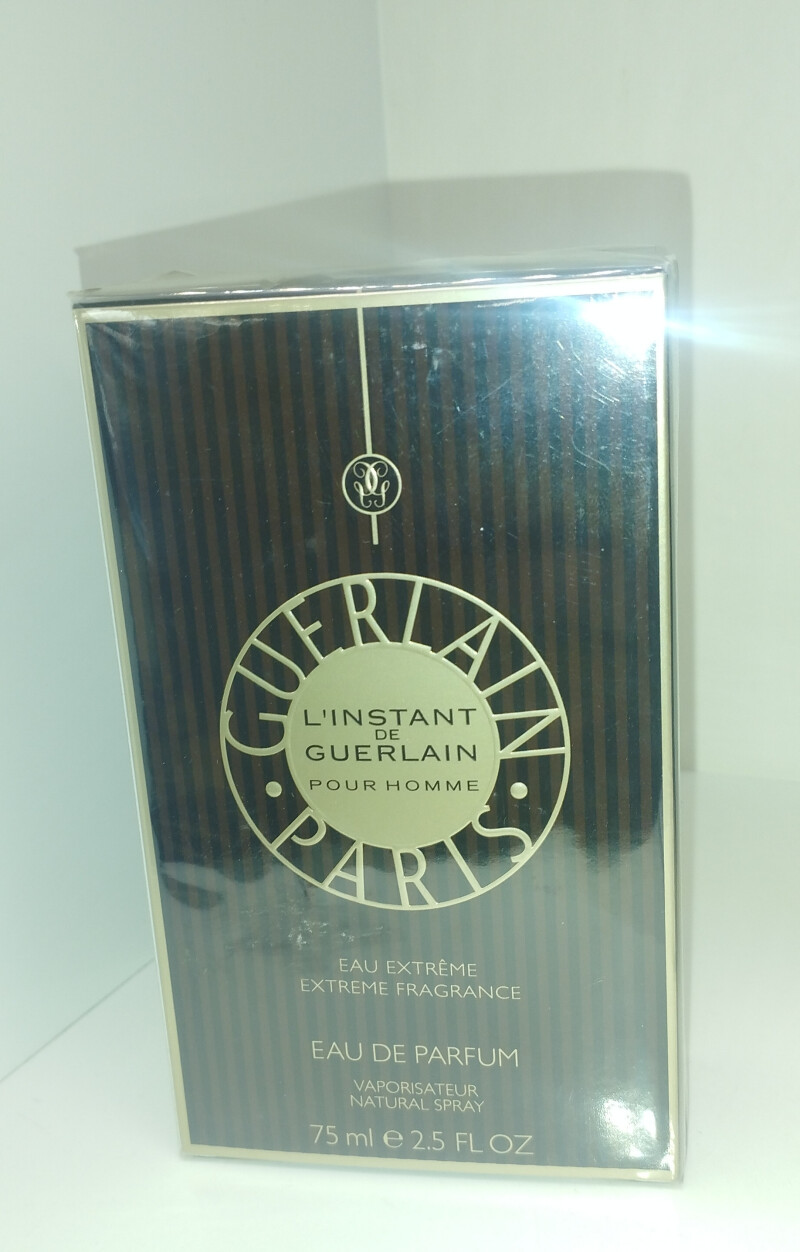 GUERLAIN
L'INSTANT
DE
GUERLAIN
POUR HOMME
PARIS
EAU EXTRÊME
EXTREME FRAGRANCE
EAU DE PARFUM
VAPORISATEUR
NATURAL SPRAY
75 ml e 2.5 FL OZ